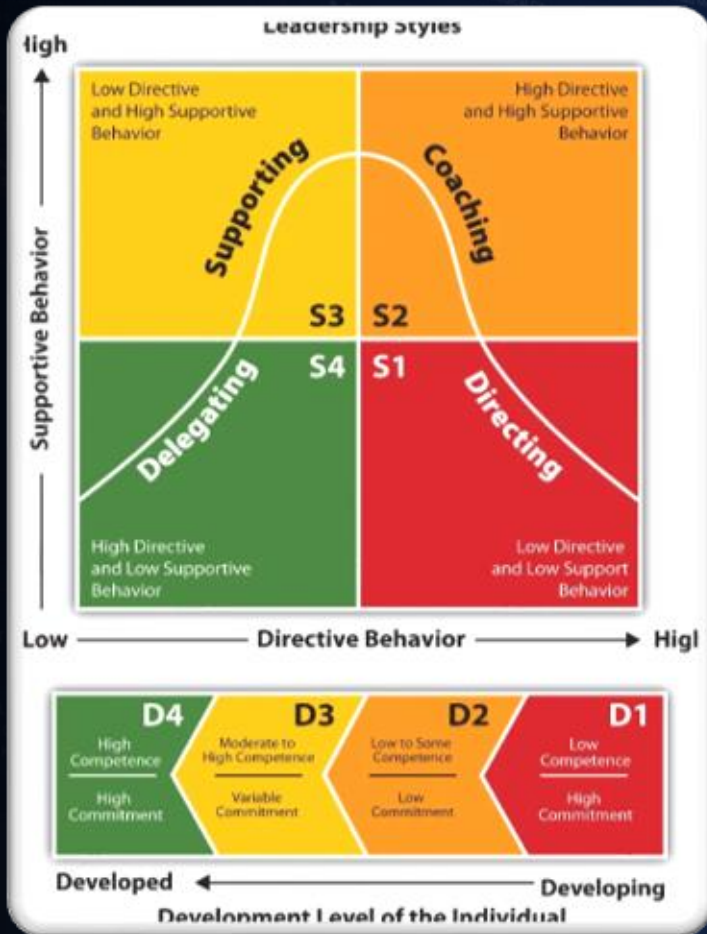 Leadership Styles
High
Low Directive
and High Supportive
Behavior
High Directive
and High Supportive
Behavior
Supporting
Coaching
Supportive Behavior
S3
S2
S4
S1
Delegating
Directing
High Directive
and Low Supportive
Behavior
Low Directive
and Low Support
Behavior
Low
Directive Behavior
Higl
D4
D3
D2
D1
High
Competence
High
Commitment
Moderate to
High Competence
Variable
Commitment
Low to Some
Competence
Low
Commitment
Low
Competence
High
Commitment
Developed
Developing
Development Level of the Individual